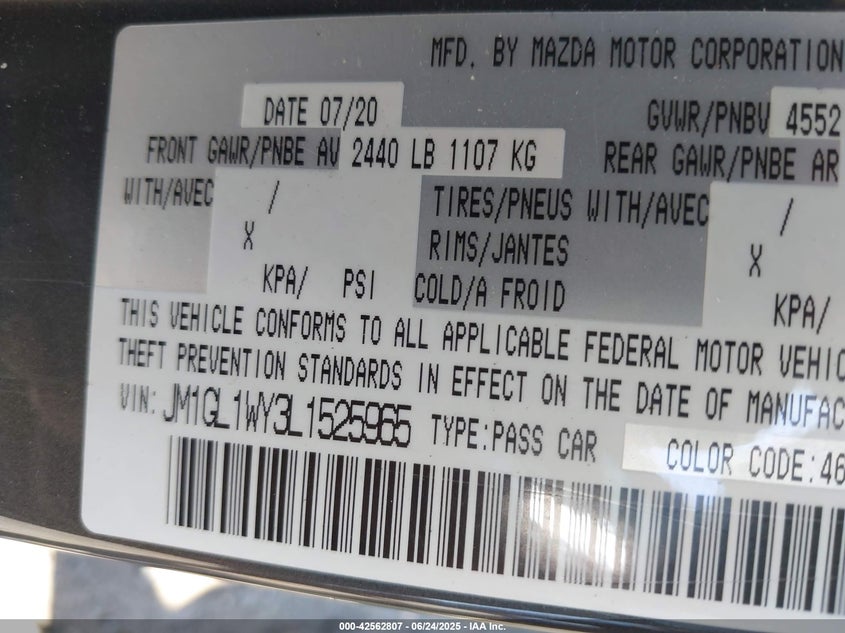 MFD. BY MAZDA MOTOR CORPORATION
DATE 07/20 GVWR/PNBV 4552
FRONT GAWR/PNBE AV 2440 LB 1107 KG REAR GAWR/PNBE AR
WITH/AVEC / TIRES/PNEUS WITH/AVEC /
X RIMS/JANTES X
KPA/ PSI COLD/A FROID KPA/
THIS VEHICLE CONFORMS TO ALL APPLICABLE FEDERAL MOTOR VEHIC
THEFT PREVENTION STANDARDS IN EFFECT ON THE DATE OF MANUFAC
VIN: JM1GL1WY3L1525965 TYPE:PASS CAR COLOR CODE:46
000-42562807 - 06/24/2025 - IAA Inc.